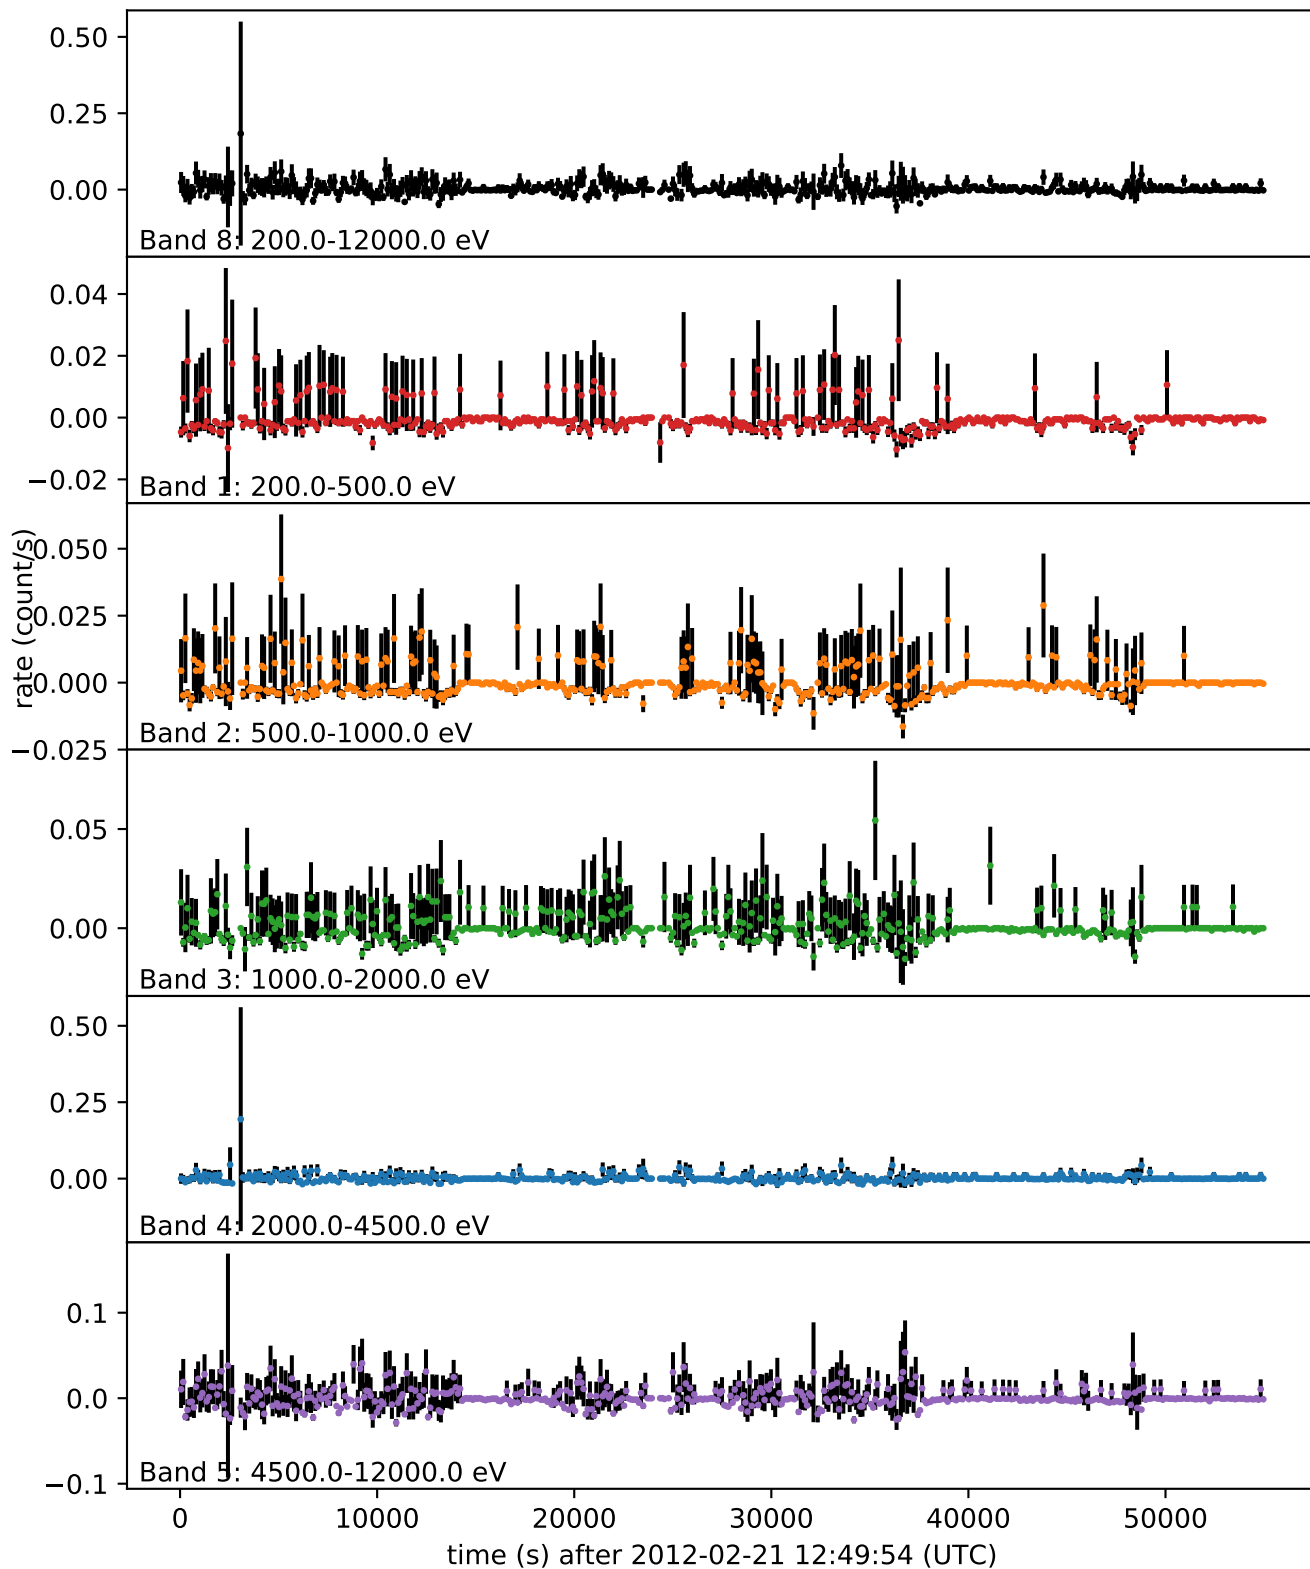 0.50
0.25
0.00
Band 8: 200.0-12000.0 eV
0.04
0.02
0.00
−0.02
Band 1: 200.0-500.0 eV
rate (count/s)
0.050
0.025
0.000
−0.025
Band 2: 500.0-1000.0 eV
0.05
0.00
Band 3: 1000.0-2000.0 eV
0.50
0.25
0.00
Band 4: 2000.0-4500.0 eV
0.1
0.0
−0.1
Band 5: 4500.0-12000.0 eV
0 10000 20000 30000 40000 50000
time (s) after 2012-02-21 12:49:54 (UTC)